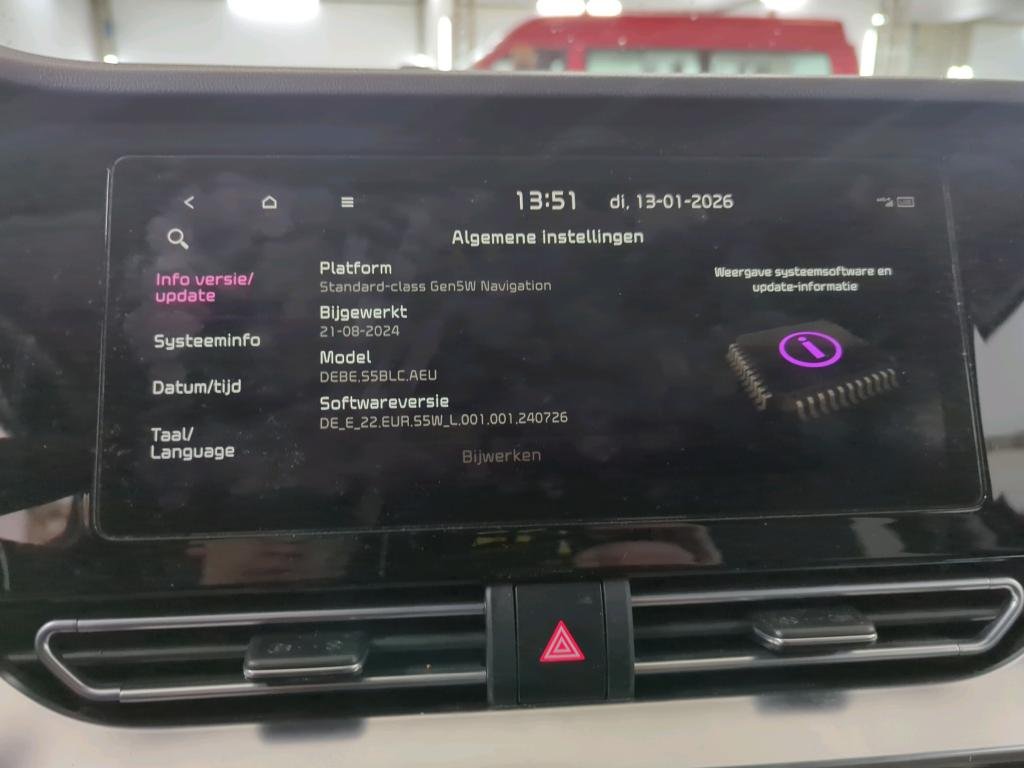 13:51 di, 13-01-2026
Algemene instellingen
Info versie/
update
Systeeminfo
Datum/tijd
Taal/
Language
Platform
Standard-class Gen5W Navigation
Bijgewerkt
21-08-2024
Model
DEBE.S5BLC.AEU
Softwareversie
DE_E_22.EUR.S5W_L.001.001.240726
Bijwerken
Weergave systeemsoftware en
update-informatie